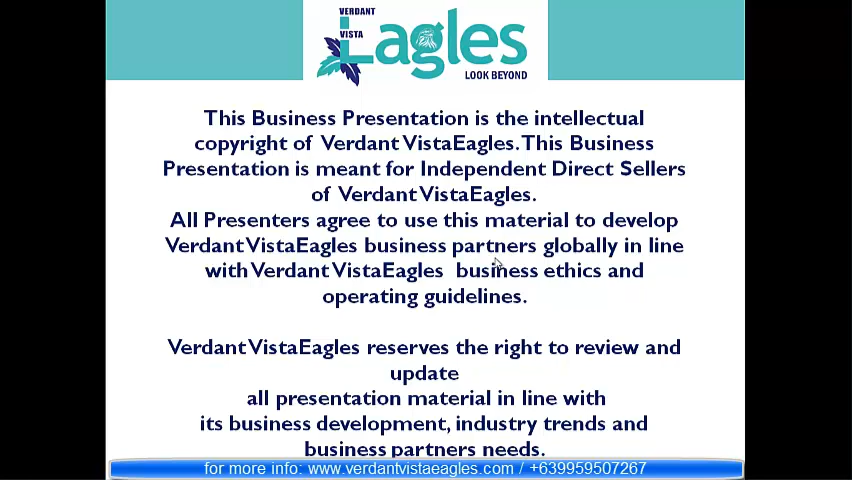 VERDANT
VISTA
Eagles
LOOK BEYOND
This Business Presentation is the intellectual
copyright of Verdant VistaEagles. This Business
Presentation is meant for Independent Direct Sellers
of Verdant VistaEagles.
All Presenters agree to use this material to develop
Verdant VistaEagles business partners globally in line
with Verdant VistaEagles business ethics and
operating guidelines.
Verdant VistaEagles reserves the right to review and
update
all presentation material in line with
its business development, industry trends and
business partners needs.
for more info: www.verdantvistaeagles.com / +639959507267